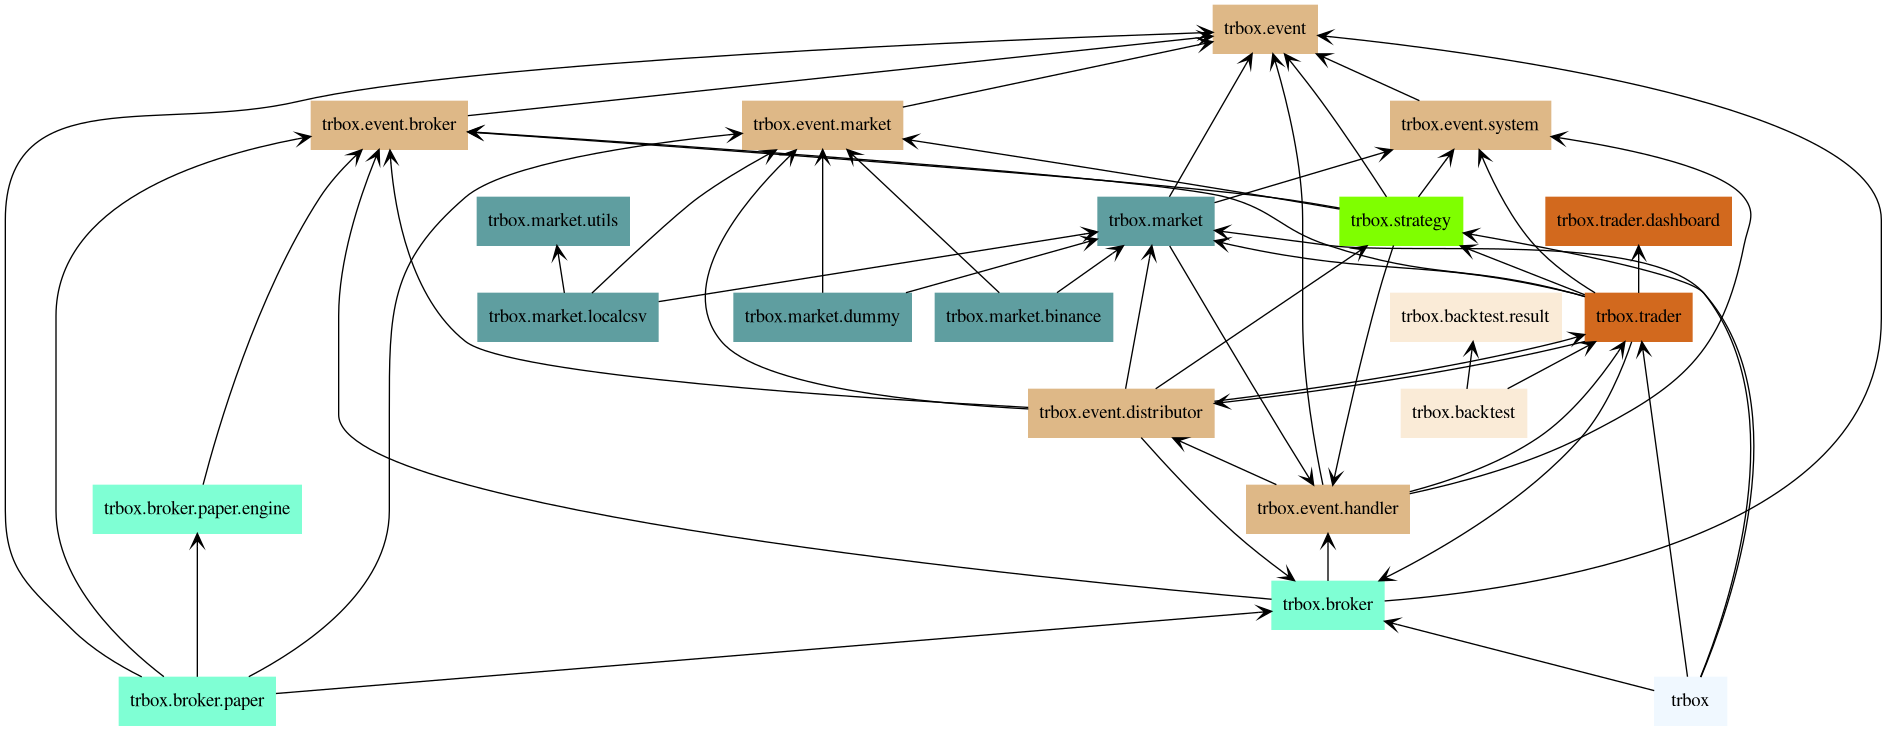 trbox.event
trbox.event.broker
trbox.event.market
trbox.event.system
trbox.market.utils
trbox.market
trbox.strategy
trbox.trader.dashboard
trbox.market.localcsv
trbox.market.dummy
trbox.market.binance
trbox.backtest.result
trbox.trader
trbox.event.distributor
trbox.backtest
trbox.broker.paper.engine
trbox.event.handler
trbox.broker
trbox.broker.paper
trbox